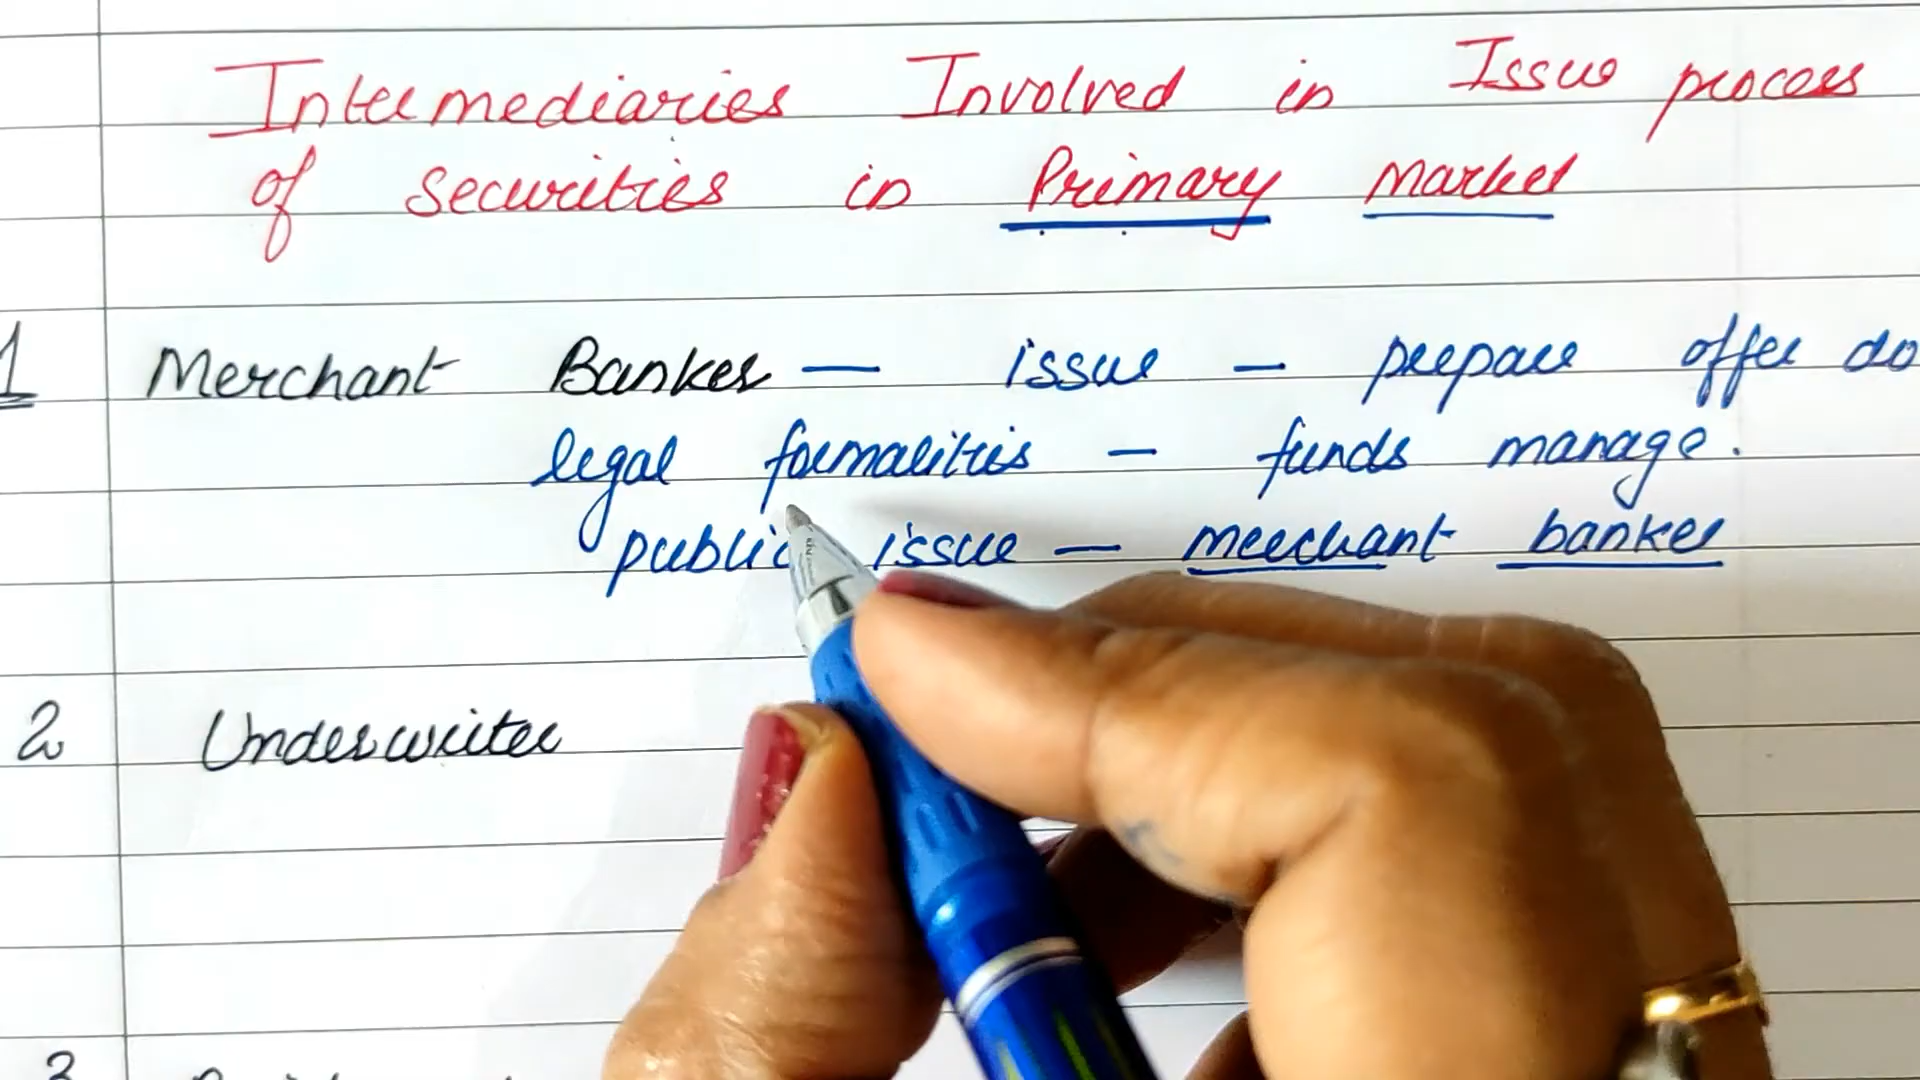 Intermediaries Involved in Issue process
of securities in Primary Market
1 Merchant Banker — issue — prepare offer do
legal formalities — funds manage.
public issue — merchant banker
2 Underwriter
3